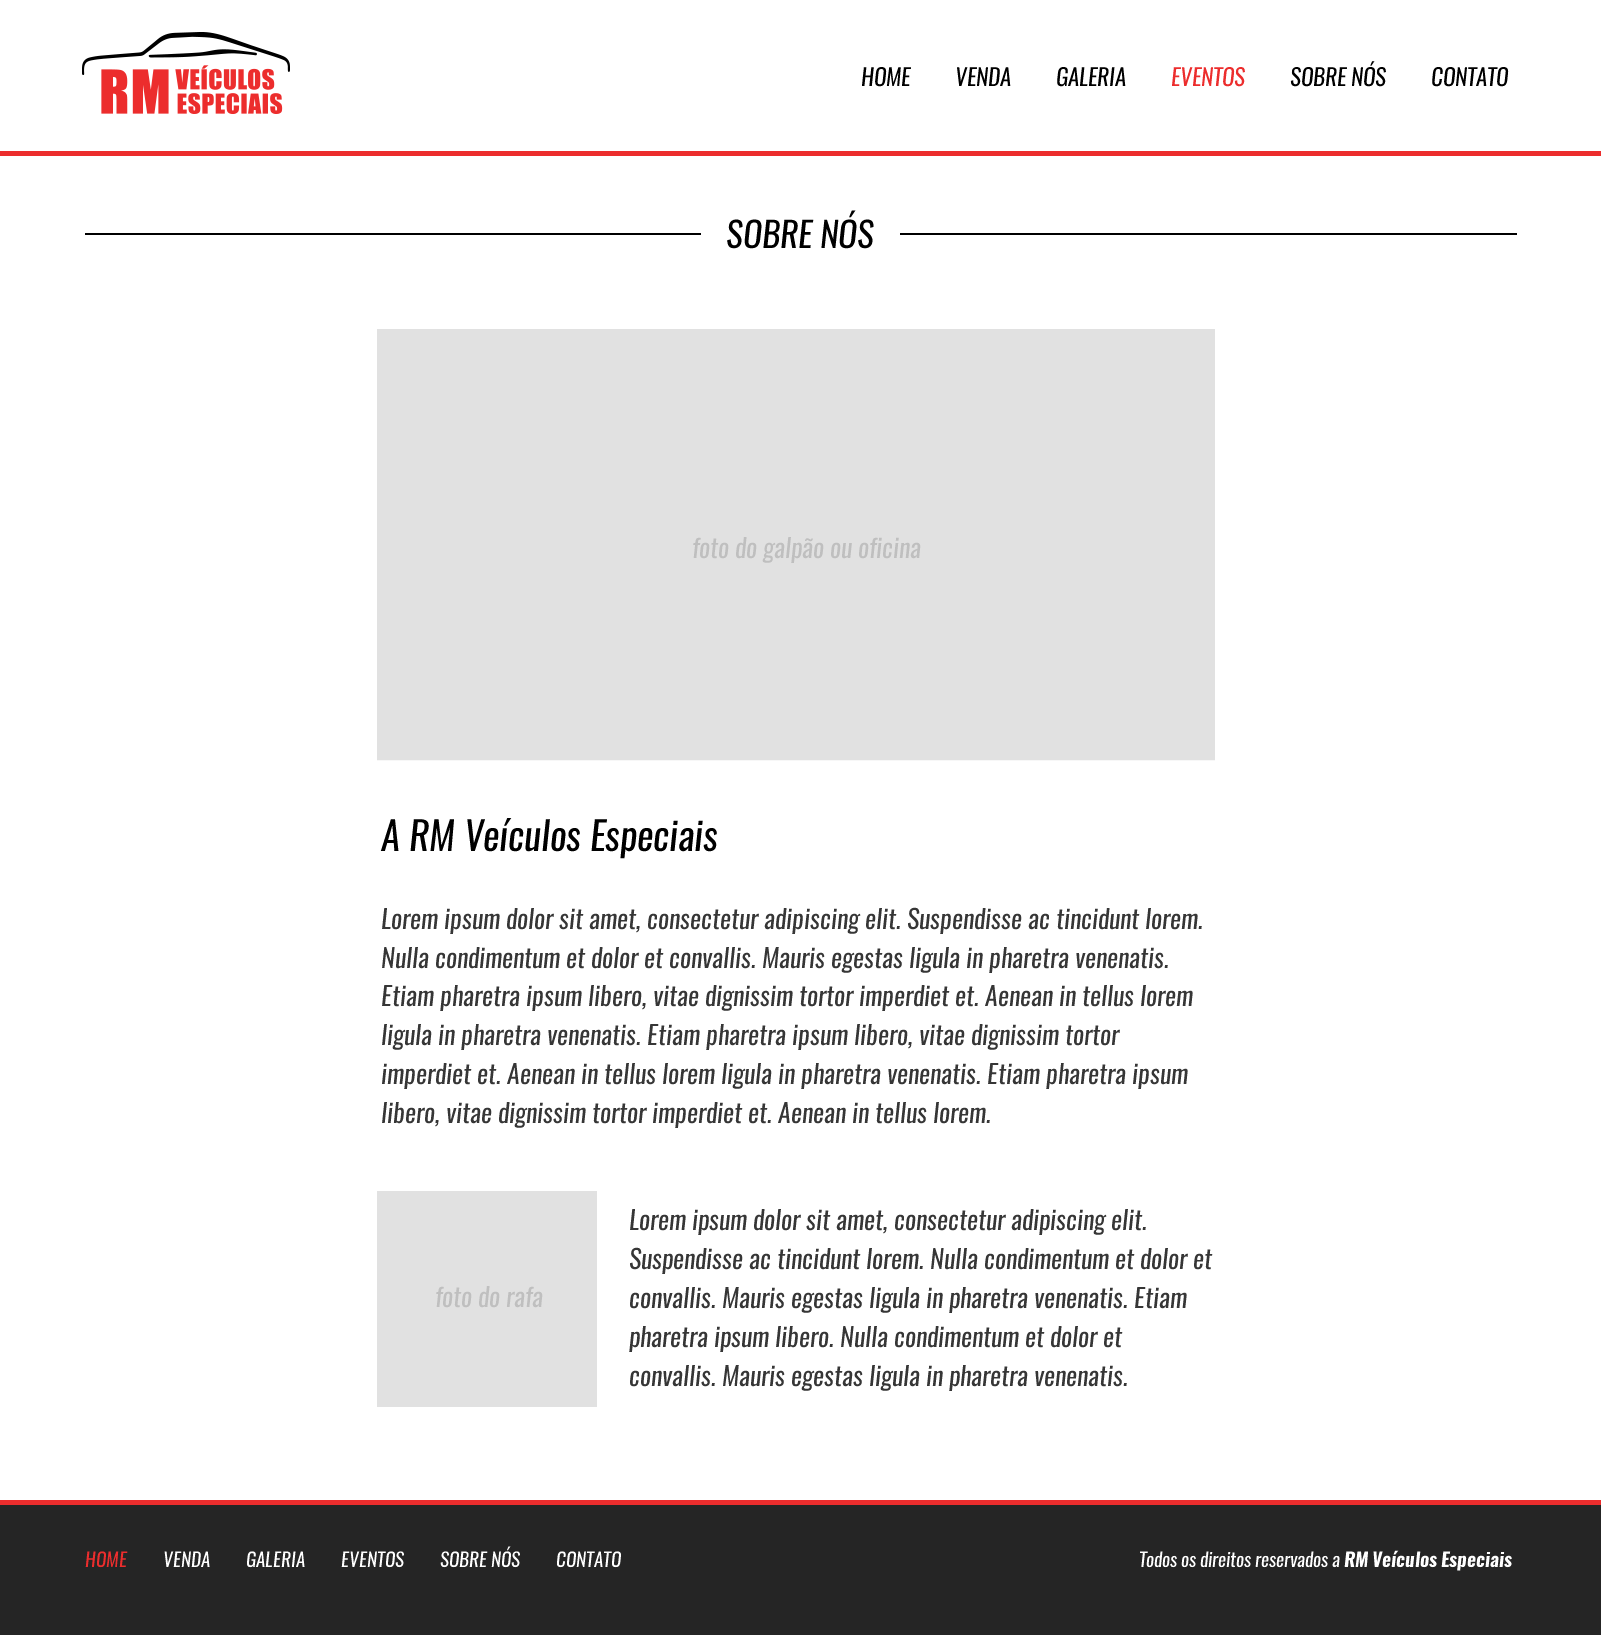 RM VEÍCULOS
ESPECIAIS
HOME VENDA GALERIA EVENTOS SOBRE NÓS CONTATO
SOBRE NÓS
foto do galpão ou oficina
A RM Veículos Especiais
Lorem ipsum dolor sit amet, consectetur adipiscing elit. Suspendisse ac tincidunt lorem.
Nulla condimentum et dolor et convallis. Mauris egestas ligula in pharetra venenatis.
Etiam pharetra ipsum libero, vitae dignissim tortor imperdiet et. Aenean in tellus lorem
ligula in pharetra venenatis. Etiam pharetra ipsum libero, vitae dignissim tortor
imperdiet et. Aenean in tellus lorem ligula in pharetra venenatis. Etiam pharetra ipsum
libero, vitae dignissim tortor imperdiet et. Aenean in tellus lorem.
foto do rafa
Lorem ipsum dolor sit amet, consectetur adipiscing elit.
Suspendisse ac tincidunt lorem. Nulla condimentum et dolor et
convallis. Mauris egestas ligula in pharetra venenatis. Etiam
pharetra ipsum libero. Nulla condimentum et dolor et
convallis. Mauris egestas ligula in pharetra venenatis.
HOME VENDA GALERIA EVENTOS SOBRE NÓS CONTATO
Todos os direitos reservados a RM Veículos Especiais